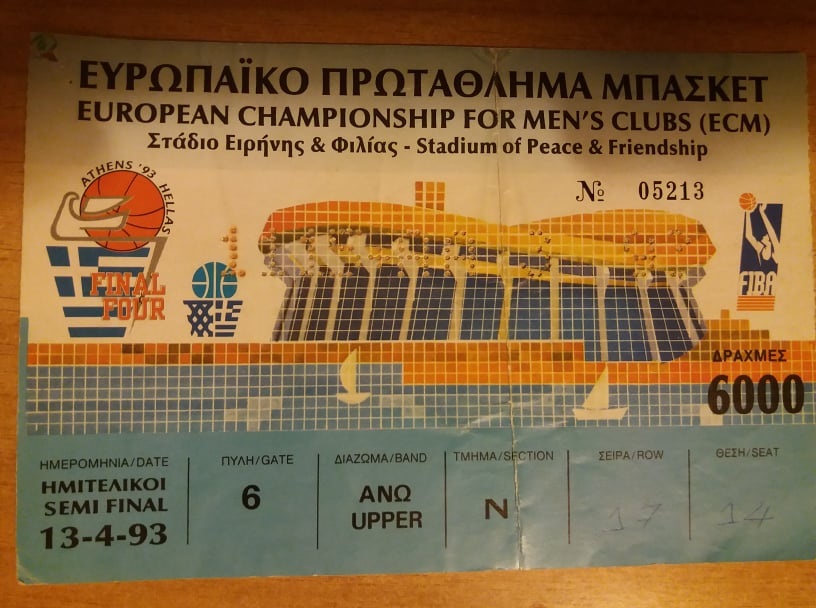 ΕΥΡΩΠΑΪΚΟ ΠΡΩΤΑΘΛΗΜΑ ΜΠΑΣΚΕΤ
EUROPEAN CHAMPIONSHIP FOR MEN'S CLUBS (ECM)
Στάδιο Ειρήνης & Φιλίας - Stadium of Peace & Friendship
ATHENS '93 HELLAS
№ 05213
FINAL
FOUR
FIBA
ΔΡΑΧΜΕΣ
6000
ΗΜΕΡΟΜΗΝΙΑ/DATE
ΗΜΙΤΕΛΙΚΟΙ
SEMI FINAL
13-4-93
ΠΥΛΗ/GATE
6
ΔΙΑΖΩΜΑ/BAND
ΑΝΩ
UPPER
ΤΜΗΜΑ/SECTION
N
ΣΕΙΡΑ/ROW
17
ΘΕΣΗ/SEAT
14